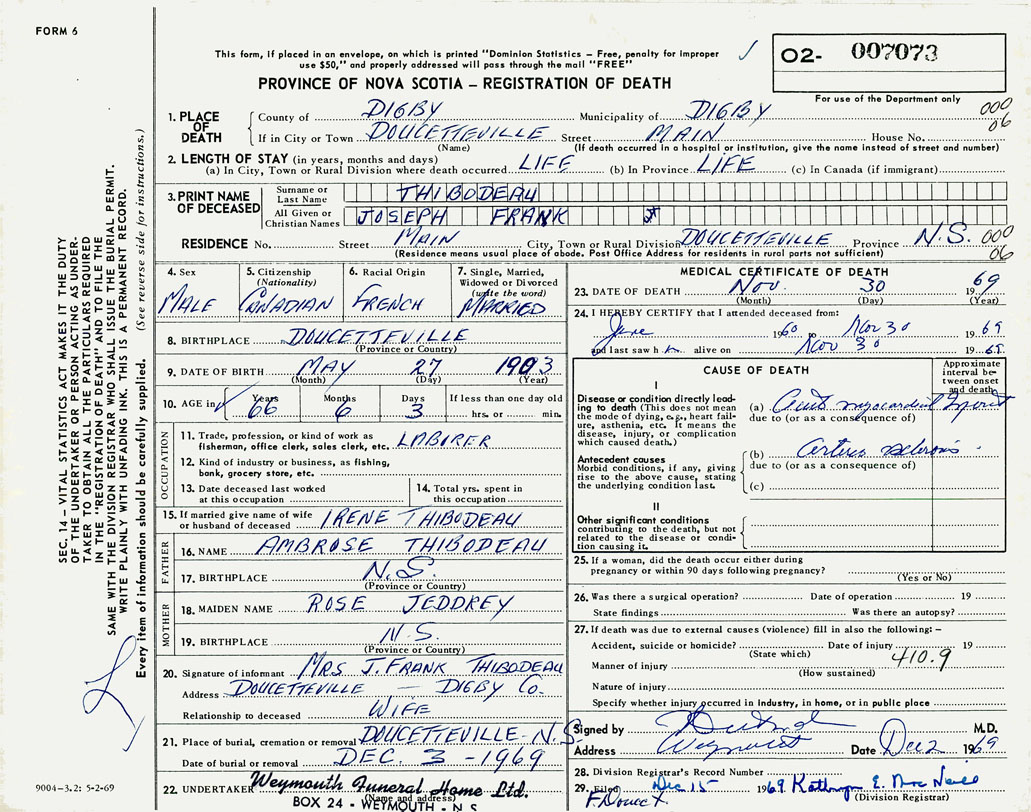 FORM 6
This form, if placed in an envelope, on which is printed "Dominion Statistics – Free, penalty for improper
use $50," and properly addressed will pass through the mail "FREE"
O2- 007073
For use of the Department only
PROVINCE OF NOVA SCOTIA – REGISTRATION OF DEATH
000
06
1. PLACE OF DEATH
County of DIGBY Municipality of DIGBY
If in City or Town DOUCETTEVILLE Street MAIN House No.
(Name) (If death occurred in a hospital or institution, give the name instead of street and number)
2. LENGTH OF STAY (in years, months and days)
(a) In City, Town or Rural Division where death occurred LIFE (b) In Province LIFE (c) In Canada (if immigrant)
3. PRINT NAME OF DECEASED
Surname or Last Name THIBODEAU
All Given or Christian Names JOSEPH FRANK
RESIDENCE No. Street MAIN City, Town or Rural Division DOUCETTEVILLE Province N.S. 000
06
(Residence means usual place of abode. Post Office Address for residents in rural parts not sufficient)
4. Sex MALE
5. Citizenship (Nationality) CANADIAN
6. Racial Origin FRENCH
7. Single, Married, Widowed or Divorced (write the word) MARRIED
8. BIRTHPLACE DOUCETTEVILLE
(Province or Country)
9. DATE OF BIRTH MAY 27 1903
(Month) (Day) (Year)
10. AGE in Years Months Days If less than one day old
66 6 3 hrs. or min.
OCCUPATION
11. Trade, profession, or kind of work as
fisherman, office clerk, sales clerk, etc. LABORER
12. Kind of industry or business, as fishing,
bank, grocery store, etc.
13. Date deceased last worked
at this occupation
14. Total yrs. spent in
this occupation
15. If married give name of wife
or husband of deceased IRENE THIBODEAU
FATHER
16. NAME AMBROSE THIBODEAU
17. BIRTHPLACE N.S.
(Province or Country)
MOTHER
18. MAIDEN NAME ROSE JEDDREY
19. BIRTHPLACE N.S.
(Province or Country)
20. Signature of informant MRS J. FRANK THIBODEAU
Address DOUCETTEVILLE – DIGBY CO.
Relationship to deceased WIFE
21. Place of burial, cremation or removal DOUCETTEVILLE - N.S.
Date of burial or removal DEC. 3 - 1969
22. UNDERTAKER Weymouth Funeral Home Ltd.
(Name and address)
BOX 24 - WEYMOUTH - N.S.
MEDICAL CERTIFICATE OF DEATH
23. DATE OF DEATH Nov. 30 1969
(Month) (Day) (Year)
24. I HEREBY CERTIFY that I attended deceased from:
June 1960 to Nov 30 1969
and last saw him alive on Nov 30 1969
CAUSE OF DEATH
Approximate interval between onset and death
I
Disease or condition directly leading to death (This does not mean the mode of dying, e.g., heart failure, asthenia, etc. It means the disease, injury, or complication which caused death.)
(a) myocardial
due to (or as a consequence of)
Antecedent causes
Morbid conditions, if any, giving rise to the above cause, stating the underlying condition last.
(b)
due to (or as a consequence of)
(c)
II
Other significant conditions
contributing to the death, but not related to the disease or condition causing it.
25. If a woman, did the death occur either during
pregnancy or within 90 days following pregnancy?
(Yes or No)
26. Was there a surgical operation? Date of operation 19
State findings Was there an autopsy?
27. If death was due to external causes (violence) fill in also the following: –
Accident, suicide or homicide? Date of injury 19
(State which) 410.9
Manner of injury
(How sustained)
Nature of injury
Specify whether injury occurred in Industry, in home, or in public place
Signed by M.D.
Address Weymouth Date Dec 2 1969
28. Division Registrar's Record Number
29. Filed Dec 15 1969 Kathryn E. Mac Neill
(Division Registrar)
SEC. 14 – VITAL STATISTICS ACT MAKES IT THE DUTY
OF THE UNDERTAKER OR PERSON ACTING AS UNDER-
TAKER TO OBTAIN ALL THE PARTICULARS REQUIRED
IN THE "REGISTRATION OF DEATH" AND TO FILE THE
SAME WITH THE DIVISION REGISTRAR WHO SHALL ISSUE THE BURIAL PERMIT.
WRITE PLAINLY WITH UNFADING INK. THIS IS A PERMANENT RECORD.
Every item of information should be carefully supplied. (See reverse side for instructions.)
9004-3.2: 5-2-69